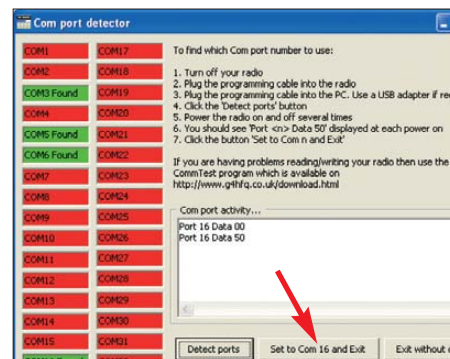 Com port detector
COM1
COM2
COM3 Found
COM4
COM5 Found
COM6 Found
COM7
COM8
COM9
COM10
COM11
COM12
COM13
COM14
COM15
COM17
COM18
COM19
COM20
COM21
COM22
COM23
COM24
COM25
COM26
COM27
COM28
COM29
COM30
COM31
To find which Com port number to use:
1. Turn off your radio
2. Plug the programming cable into the radio
3. Plug the programming cable into the PC. Use a USB adapter if
4. Click the 'Detect ports' button
5. Power the radio on and off several times
6. You should see 'Port <n> Data 50' displayed at each power on
7. Click the button 'Set to Com n and Exit'
If you are having problems reading/writing your radio then use the
CommTest program which is available on
http://www.g4hfq.co.uk/download.html
Com port activity...
Port 16 Data 00
Port 16 Data 50
Detect ports
Set to Com 16 and Exit
Exit without